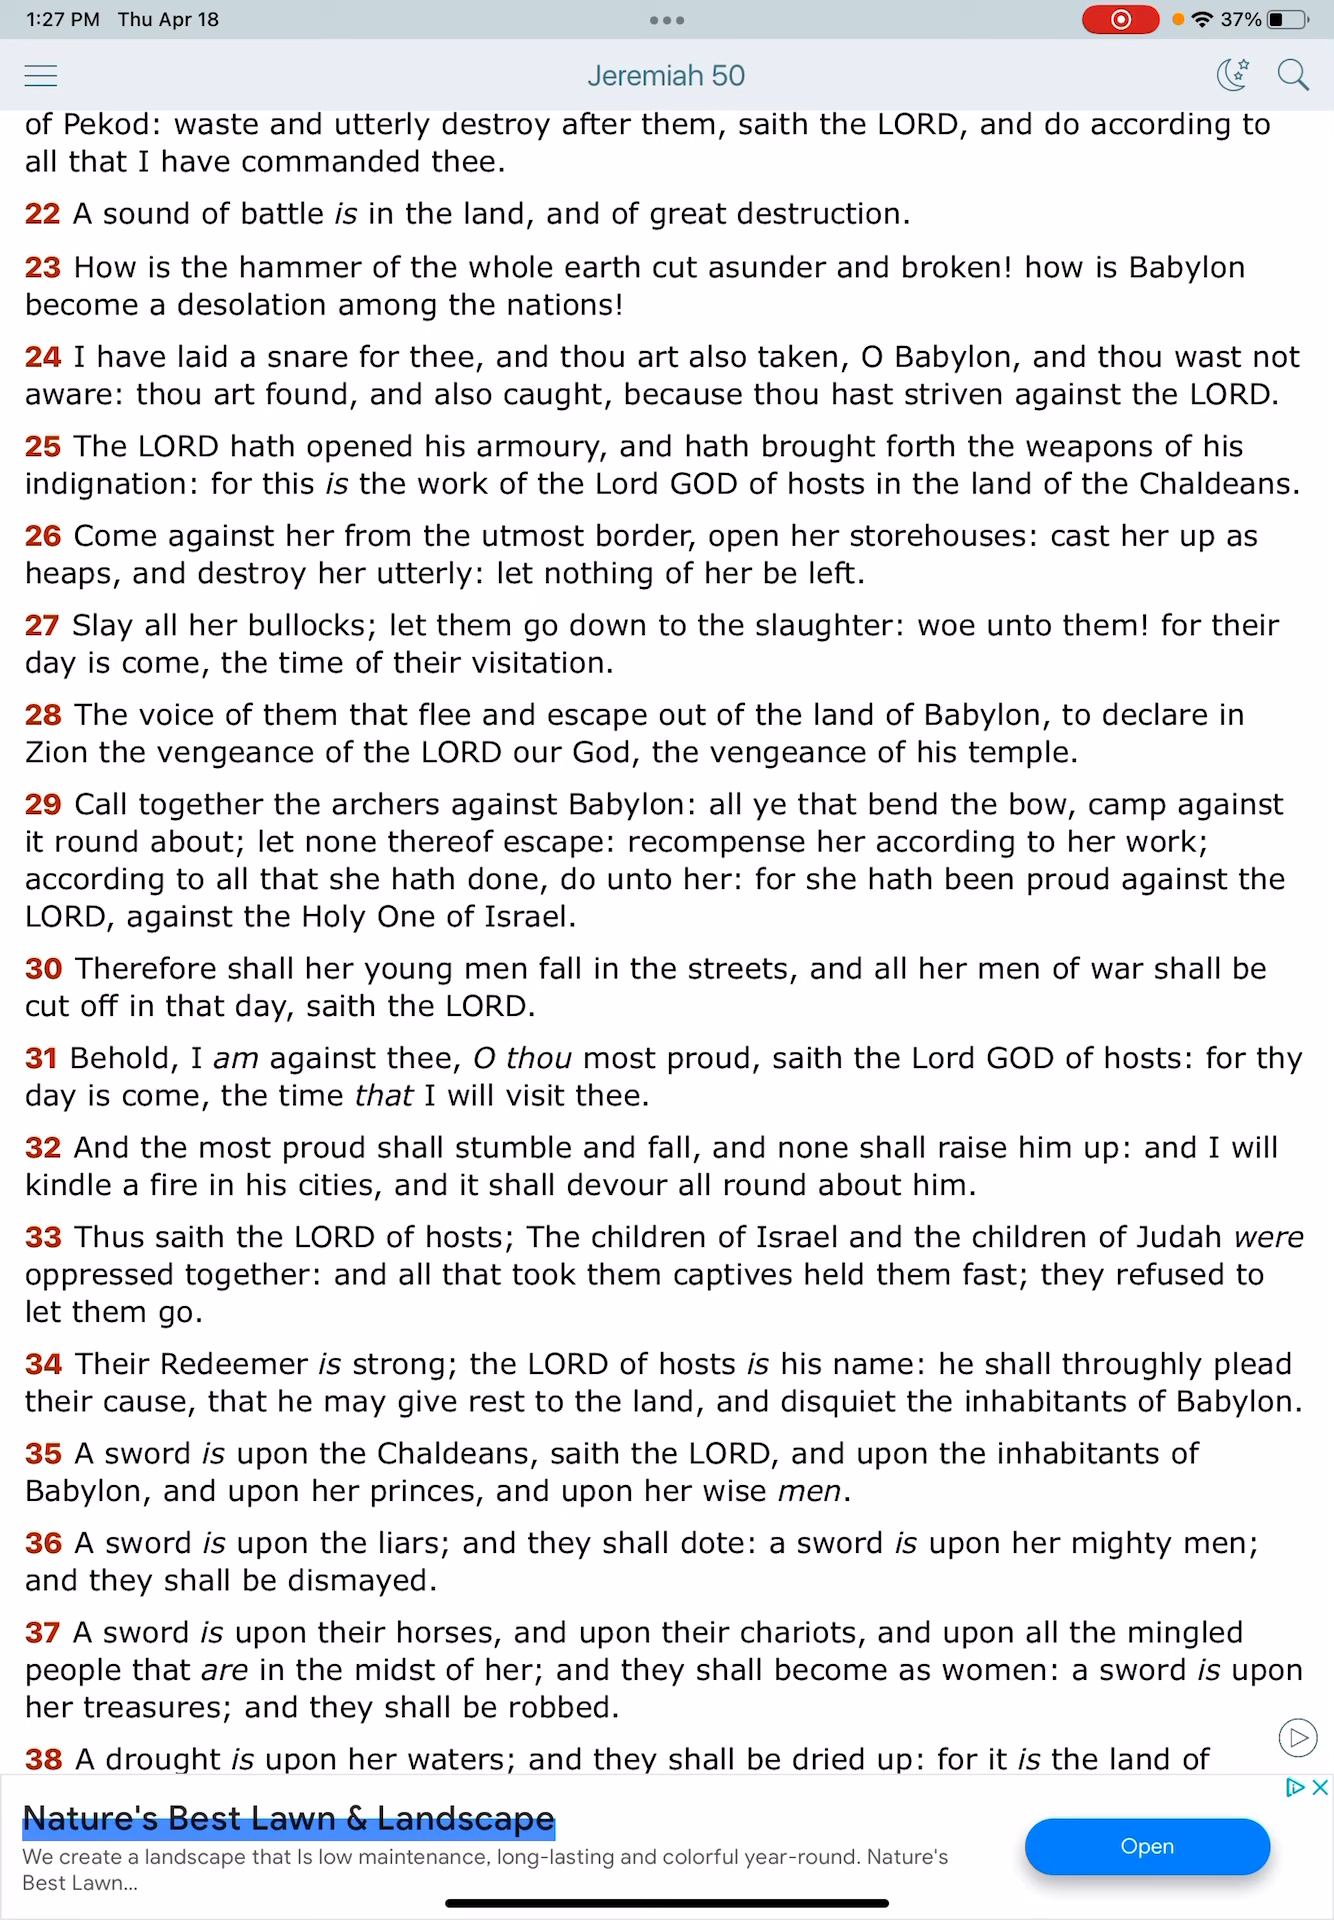 1:27 PM Thu Apr 18
37%
Jeremiah 50
of Pekod: waste and utterly destroy after them, saith the LORD, and do according to
all that I have commanded thee.
22 A sound of battle is in the land, and of great destruction.
23 How is the hammer of the whole earth cut asunder and broken! how is Babylon
become a desolation among the nations!
24 I have laid a snare for thee, and thou art also taken, O Babylon, and thou wast not
aware: thou art found, and also caught, because thou hast striven against the LORD.
25 The LORD hath opened his armoury, and hath brought forth the weapons of his
indignation: for this is the work of the Lord GOD of hosts in the land of the Chaldeans.
26 Come against her from the utmost border, open her storehouses: cast her up as
heaps, and destroy her utterly: let nothing of her be left.
27 Slay all her bullocks; let them go down to the slaughter: woe unto them! for their
day is come, the time of their visitation.
28 The voice of them that flee and escape out of the land of Babylon, to declare in
Zion the vengeance of the LORD our God, the vengeance of his temple.
29 Call together the archers against Babylon: all ye that bend the bow, camp against
it round about; let none thereof escape: recompense her according to her work;
according to all that she hath done, do unto her: for she hath been proud against the
LORD, against the Holy One of Israel.
30 Therefore shall her young men fall in the streets, and all her men of war shall be
cut off in that day, saith the LORD.
31 Behold, I am against thee, O thou most proud, saith the Lord GOD of hosts: for thy
day is come, the time that I will visit thee.
32 And the most proud shall stumble and fall, and none shall raise him up: and I will
kindle a fire in his cities, and it shall devour all round about him.
33 Thus saith the LORD of hosts; The children of Israel and the children of Judah were
oppressed together: and all that took them captives held them fast; they refused to
let them go.
34 Their Redeemer is strong; the LORD of hosts is his name: he shall throughly plead
their cause, that he may give rest to the land, and disquiet the inhabitants of Babylon.
35 A sword is upon the Chaldeans, saith the LORD, and upon the inhabitants of
Babylon, and upon her princes, and upon her wise men.
36 A sword is upon the liars; and they shall dote: a sword is upon her mighty men;
and they shall be dismayed.
37 A sword is upon their horses, and upon their chariots, and upon all the mingled
people that are in the midst of her; and they shall become as women: a sword is upon
her treasures; and they shall be robbed.
38 A drought is upon her waters; and they shall be dried up: for it is the land of
Nature's Best Lawn & Landscape
We create a landscape that Is low maintenance, long-lasting and colorful year-round. Nature's
Best Lawn...
Open